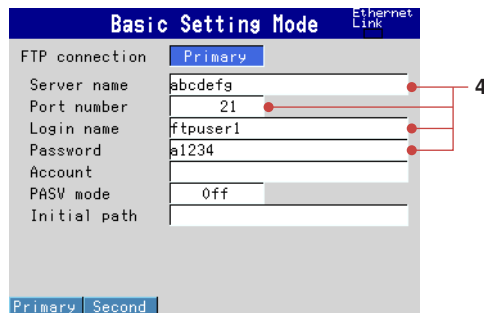 Basic Setting Mode
Ethernet
Link
FTP connection Primary
Server name abcdefg
4
Port number 21
Login name ftpuser1
Password a1234
Account
PASV mode Off
Initial path
Primary Second